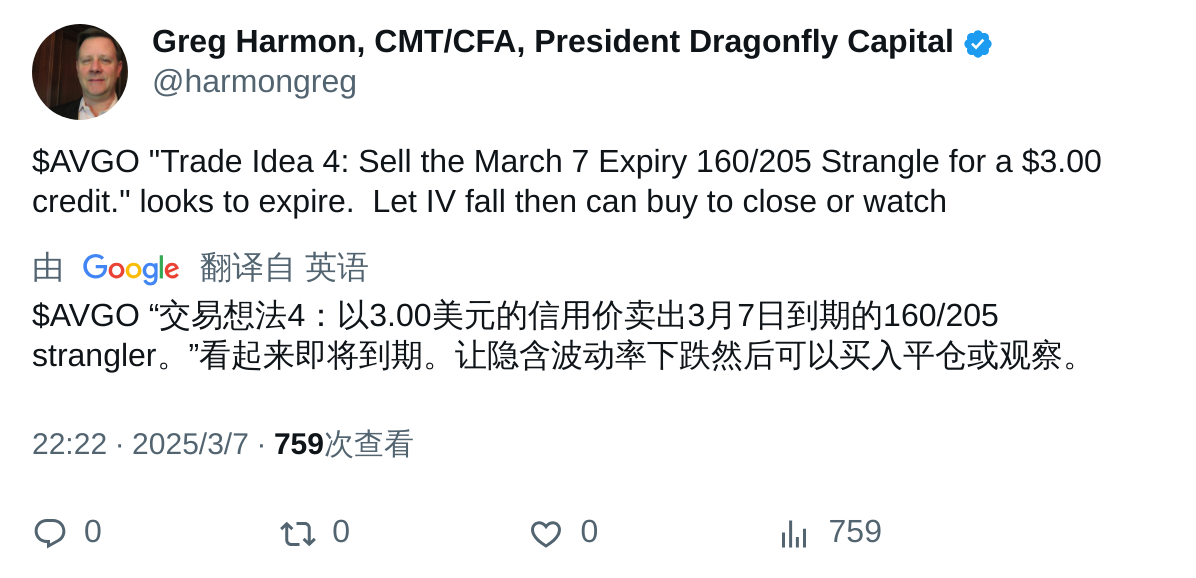 Greg Harmon, CMT/CFA, President Dragonfly Capital
@harmongreg
$AVGO "Trade Idea 4: Sell the March 7 Expiry 160/205 Strangle for a $3.00
credit." looks to expire.  Let IV fall then can buy to close or watch
由 Google 翻译自 英语
$AVGO “交易想法4：以3.00美元的信用价卖出3月7日到期的160/205
strangler。”看起来即将到期。让隐含波动率下跌然后可以买入平仓或观察。
22:22 · 2025/3/7 · 759次查看
0 0 0 759